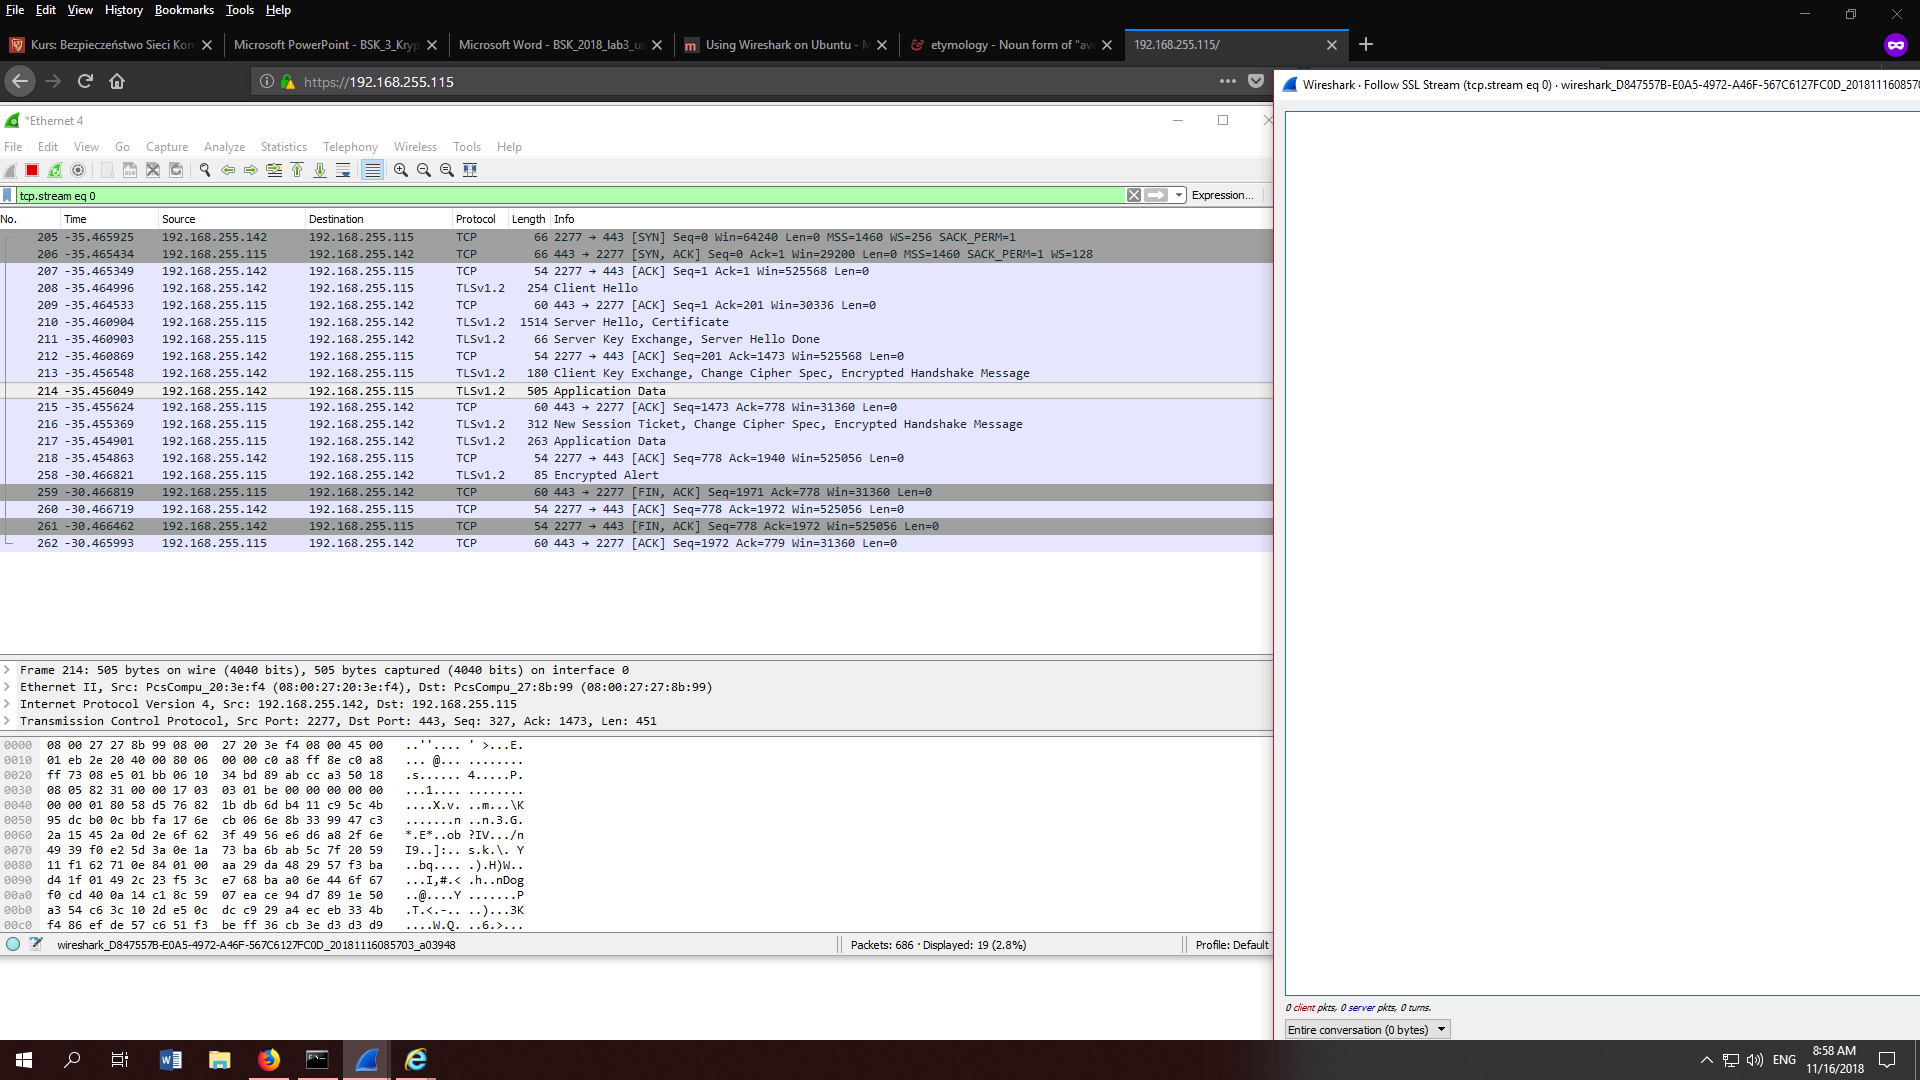 File Edit View History Bookmarks Tools Help
Kurs: Bezpieczeństwo Sieci Kon
Microsoft PowerPoint - BSK_3_Kryp
Microsoft Word - BSK_2018_lab3_us
Using Wireshark on Ubuntu - M
etymology - Noun form of "ave
192.168.255.115/
https://192.168.255.115
*Ethernet 4
File Edit View Go Capture Analyze Statistics Telephony Wireless Tools Help
tcp.stream eq 0
Expression...
No. Time Source Destination Protocol Length Info
205 -35.465925 192.168.255.142 192.168.255.115 TCP 66 2277 → 443 [SYN] Seq=0 Win=64240 Len=0 MSS=1460 WS=256 SACK_PERM=1
206 -35.465434 192.168.255.115 192.168.255.142 TCP 66 443 → 2277 [SYN, ACK] Seq=0 Ack=1 Win=29200 Len=0 MSS=1460 SACK_PERM=1 WS=128
207 -35.465349 192.168.255.142 192.168.255.115 TCP 54 2277 → 443 [ACK] Seq=1 Ack=1 Win=525568 Len=0
208 -35.464996 192.168.255.142 192.168.255.115 TLSv1.2 254 Client Hello
209 -35.464533 192.168.255.115 192.168.255.142 TCP 60 443 → 2277 [ACK] Seq=1 Ack=201 Win=30336 Len=0
210 -35.460904 192.168.255.115 192.168.255.142 TLSv1.2 1514 Server Hello, Certificate
211 -35.460903 192.168.255.115 192.168.255.142 TLSv1.2 66 Server Key Exchange, Server Hello Done
212 -35.460869 192.168.255.142 192.168.255.115 TCP 54 2277 → 443 [ACK] Seq=201 Ack=1473 Win=525568 Len=0
213 -35.456548 192.168.255.142 192.168.255.115 TLSv1.2 180 Client Key Exchange, Change Cipher Spec, Encrypted Handshake Message
214 -35.456049 192.168.255.142 192.168.255.115 TLSv1.2 505 Application Data
215 -35.455624 192.168.255.115 192.168.255.142 TCP 60 443 → 2277 [ACK] Seq=1473 Ack=778 Win=31360 Len=0
216 -35.455369 192.168.255.115 192.168.255.142 TLSv1.2 312 New Session Ticket, Change Cipher Spec, Encrypted Handshake Message
217 -35.454901 192.168.255.115 192.168.255.142 TLSv1.2 263 Application Data
218 -35.454863 192.168.255.142 192.168.255.115 TCP 54 2277 → 443 [ACK] Seq=778 Ack=1940 Win=525056 Len=0
258 -30.466821 192.168.255.115 192.168.255.142 TLSv1.2 85 Encrypted Alert
259 -30.466819 192.168.255.115 192.168.255.142 TCP 60 443 → 2277 [FIN, ACK] Seq=1971 Ack=778 Win=31360 Len=0
260 -30.466719 192.168.255.142 192.168.255.115 TCP 54 2277 → 443 [ACK] Seq=778 Ack=1972 Win=525056 Len=0
261 -30.466462 192.168.255.142 192.168.255.115 TCP 54 2277 → 443 [FIN, ACK] Seq=778 Ack=1972 Win=525056 Len=0
262 -30.465993 192.168.255.115 192.168.255.142 TCP 60 443 → 2277 [ACK] Seq=1972 Ack=779 Win=31360 Len=0
Frame 214: 505 bytes on wire (4040 bits), 505 bytes captured (4040 bits) on interface 0
Ethernet II, Src: PcsCompu_20:3e:f4 (08:00:27:20:3e:f4), Dst: PcsCompu_27:8b:99 (08:00:27:27:8b:99)
Internet Protocol Version 4, Src: 192.168.255.142, Dst: 192.168.255.115
Transmission Control Protocol, Src Port: 2277, Dst Port: 443, Seq: 327, Ack: 1473, Len: 451
0000 08 00 27 27 8b 99 08 00 27 20 3e f4 08 00 45 00 ..''.... ' >...E.
0010 01 eb 2e 20 40 00 80 06 00 00 c0 a8 ff 8e c0 a8 ... @... ........
0020 ff 73 08 e5 01 bb 06 10 34 bd 89 ab cc a3 50 18 .s...... 4.....P.
0030 08 05 82 31 00 00 17 03 03 01 be 00 00 00 00 00 ...1.... ........
0040 00 00 01 80 58 d5 76 82 1b db 6d b4 11 c9 5c 4b ....X.v. ..m...\K
0050 95 dc b0 0c bb fa 17 6e cb 06 6e 8b 33 99 47 c3 .......n ..n.3.G.
0060 2a 15 45 2a 0d 2e 6f 62 3f 49 56 e6 d6 a8 2f 6e *.E*..ob ?IV.../n
0070 49 39 f0 e2 5d 3a 0e 1a 73 ba 6b ab 5c 7f 20 59 I9..]:.. s.k.\. Y
0080 11 f1 62 71 0e 84 01 00 aa 29 da 48 29 57 f3 ba ..bq.... .).H)W..
0090 d4 1f 01 49 2c 23 f5 3c e7 68 ba a0 6e 44 6f 67 ...I,#.< .h..nDog
00a0 f0 cd 40 0a 14 c1 8c 59 07 ea ce 94 d7 89 1e 50 ..@....Y .......P
00b0 a3 54 c6 3c 10 2d e5 0c dc c9 29 a4 ec eb 33 4b .T.<.-.. ..)...3K
00c0 f4 86 ef de 57 c6 51 f3 be ff 36 cb 3e d3 d3 d9 ....W.Q. ..6.>...
wireshark_D847557B-E0A5-4972-A46F-567C6127FC0D_20181116085703_a03948
Packets: 686 · Displayed: 19 (2.8%)
Profile: Default
Wireshark · Follow SSL Stream (tcp.stream eq 0) · wireshark_D847557B-E0A5-4972-A46F-567C6127FC0D_2018111608570
0 client pkts, 0 server pkts, 0 turns.
Entire conversation (0 bytes)
ENG
8:58 AM
11/16/2018